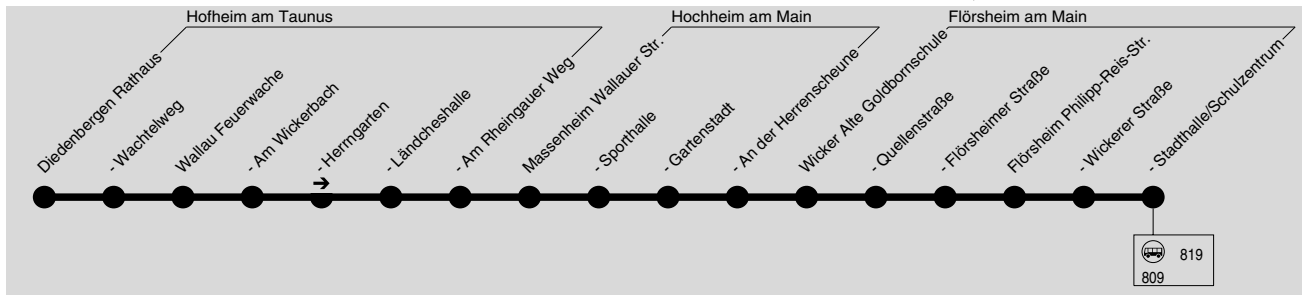 Hofheim am Taunus
Hochheim am Main
Flörsheim am Main
Diedenbergen Rathaus
- Wachtelweg
Wallau Feuerwache
- Am Wickerbach
- Herrngarten
- Ländcheshalle
- Am Rheingauer Weg
Massenheim Wallauer Str.
- Sporthalle
- Gartenstadt
- An der Herrenscheune
Wicker Alte Goldbornschule
- Quellenstraße
- Flörsheimer Straße
Flörsheim Philipp-Reis-Str.
- Wickerer Straße
- Stadthalle/Schulzentrum
819
809